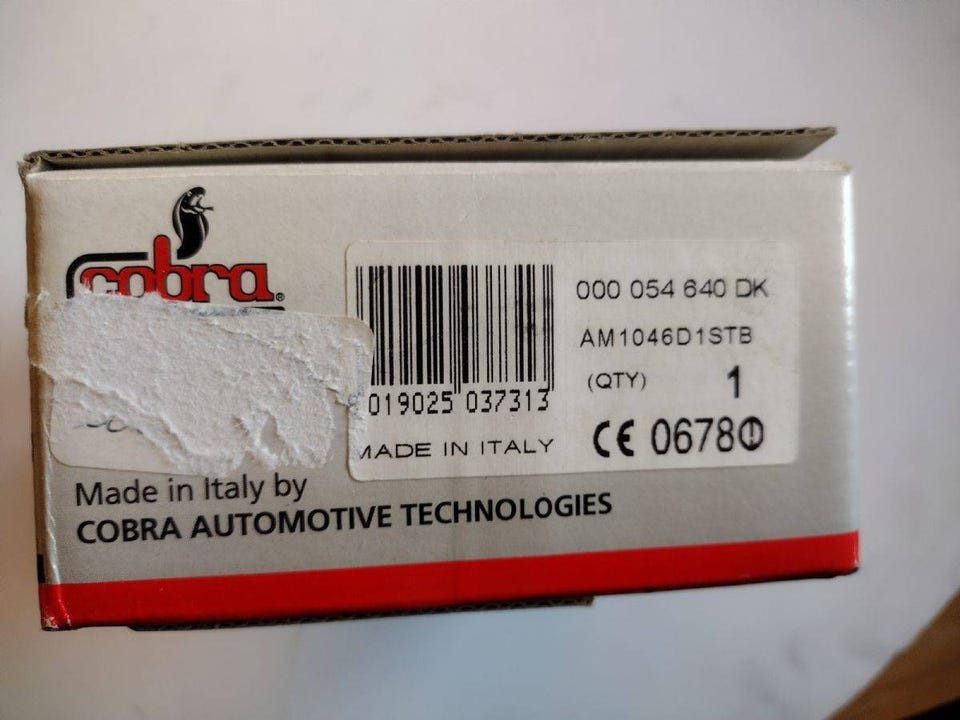 cobra®
019025 037313
MADE IN ITALY
000 054 640 DK
AM1046D1STB
(QTY) 1
CE 0678
Made in Italy by
COBRA AUTOMOTIVE TECHNOLOGIES